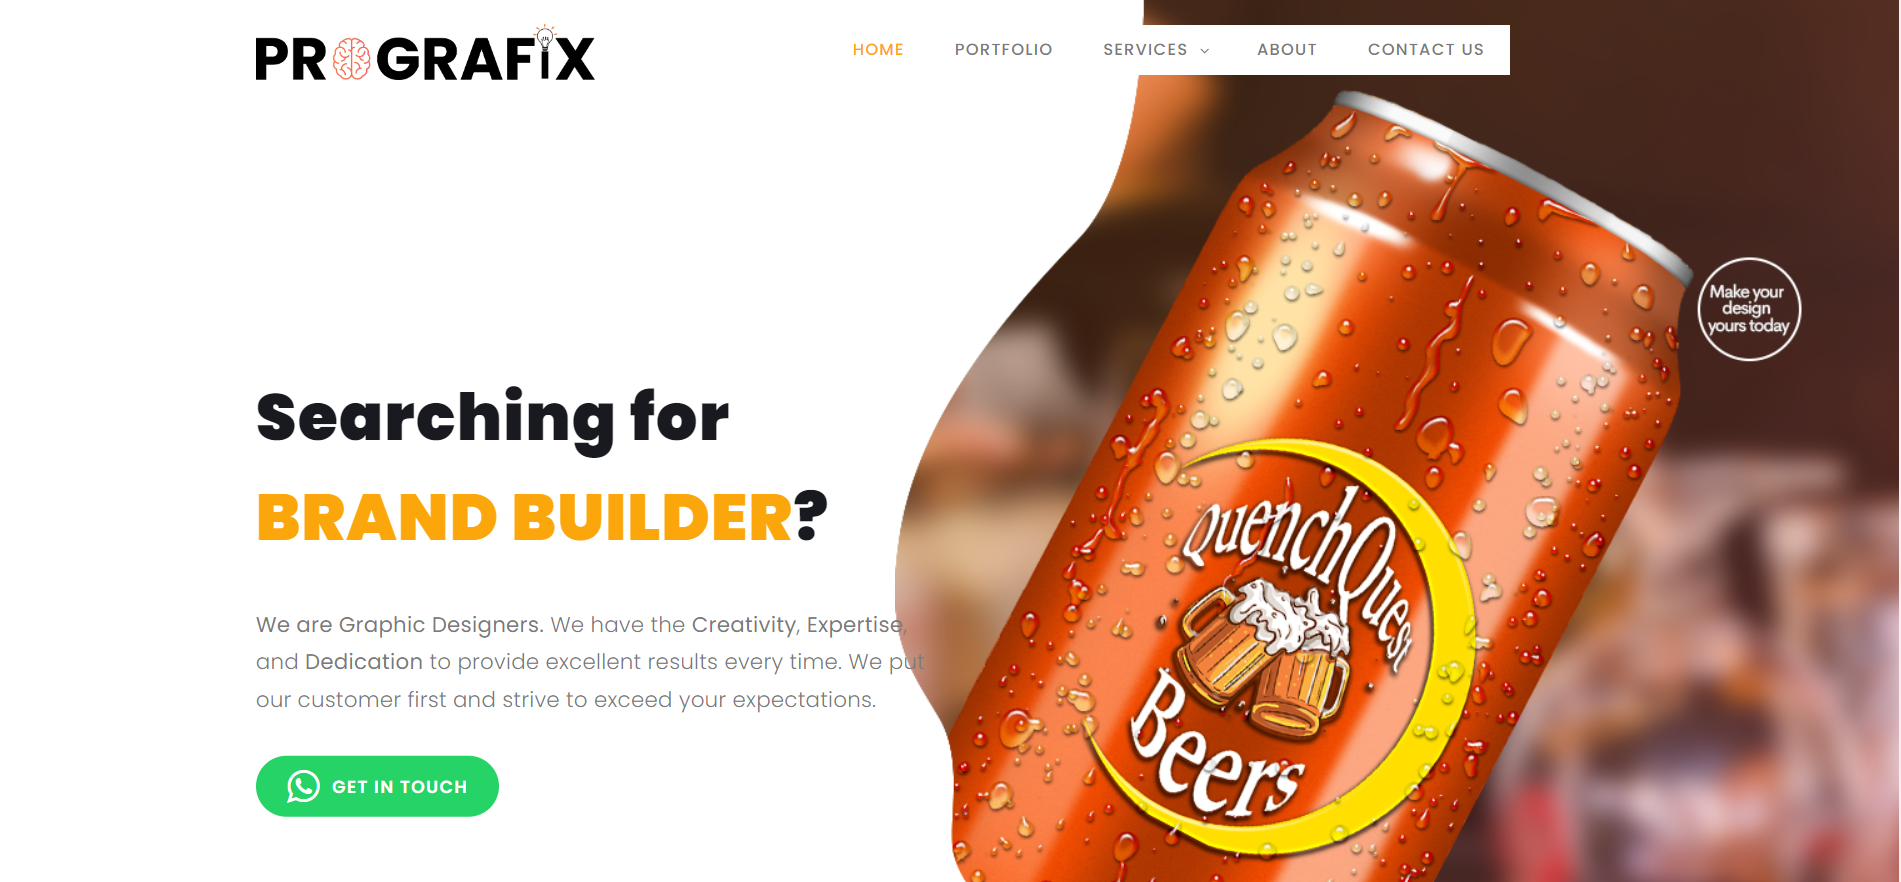 PROGRAFIX
HOME PORTFOLIO SERVICES ABOUT CONTACT US
Make your
design
yours today
Searching for
BRAND BUILDER?
We are Graphic Designers. We have the Creativity, Expertise,
and Dedication to provide excellent results every time. We put
our customer first and strive to exceed your expectations.
GET IN TOUCH
QuenchQuest
Beers